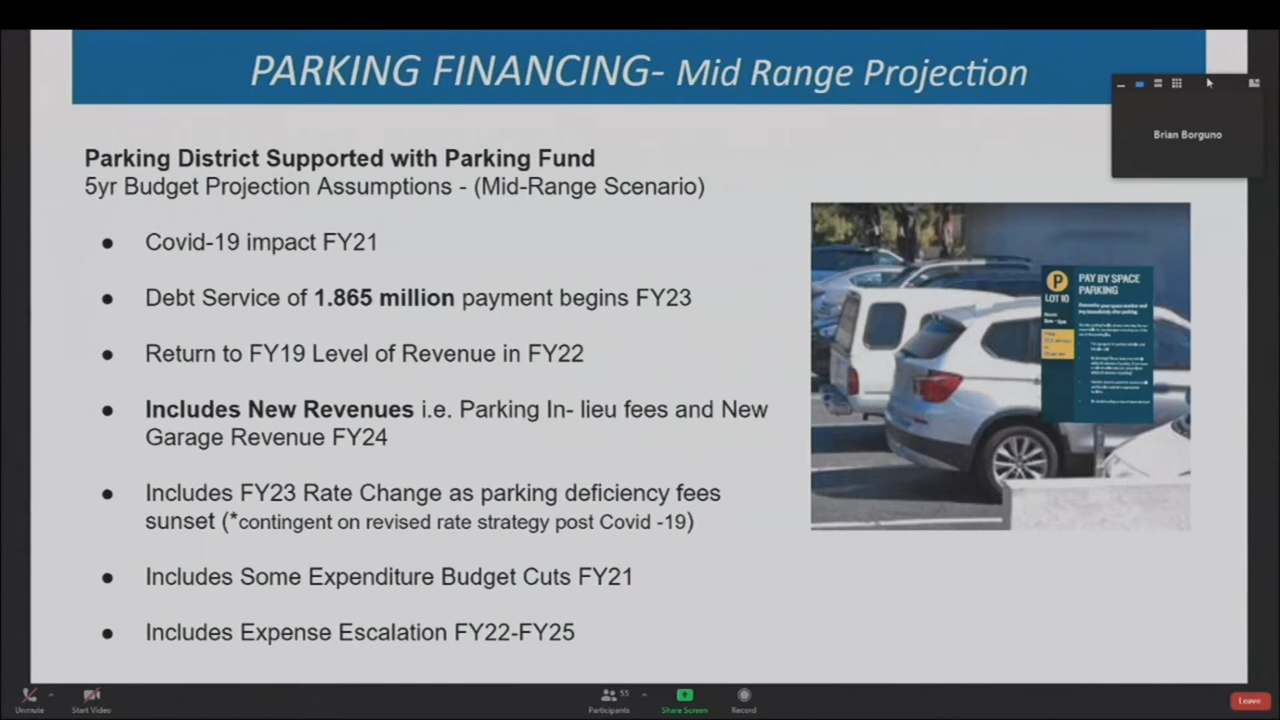 PARKING FINANCING- Mid Range Projection
Brian Borguno
Parking District Supported with Parking Fund
5yr Budget Projection Assumptions - (Mid-Range Scenario)
● Covid-19 impact FY21
● Debt Service of 1.865 million payment begins FY23
● Return to FY19 Level of Revenue in FY22
● Includes New Revenues i.e. Parking In- lieu fees and New
Garage Revenue FY24
● Includes FY23 Rate Change as parking deficiency fees
sunset (*contingent on revised rate strategy post Covid -19)
● Includes Some Expenditure Budget Cuts FY21
● Includes Expense Escalation FY22-FY25
P
LOT 10
PAY BY SPACE
PARKING
Unmute
Start Video
55
Participants
Share Screen
Record
Leave